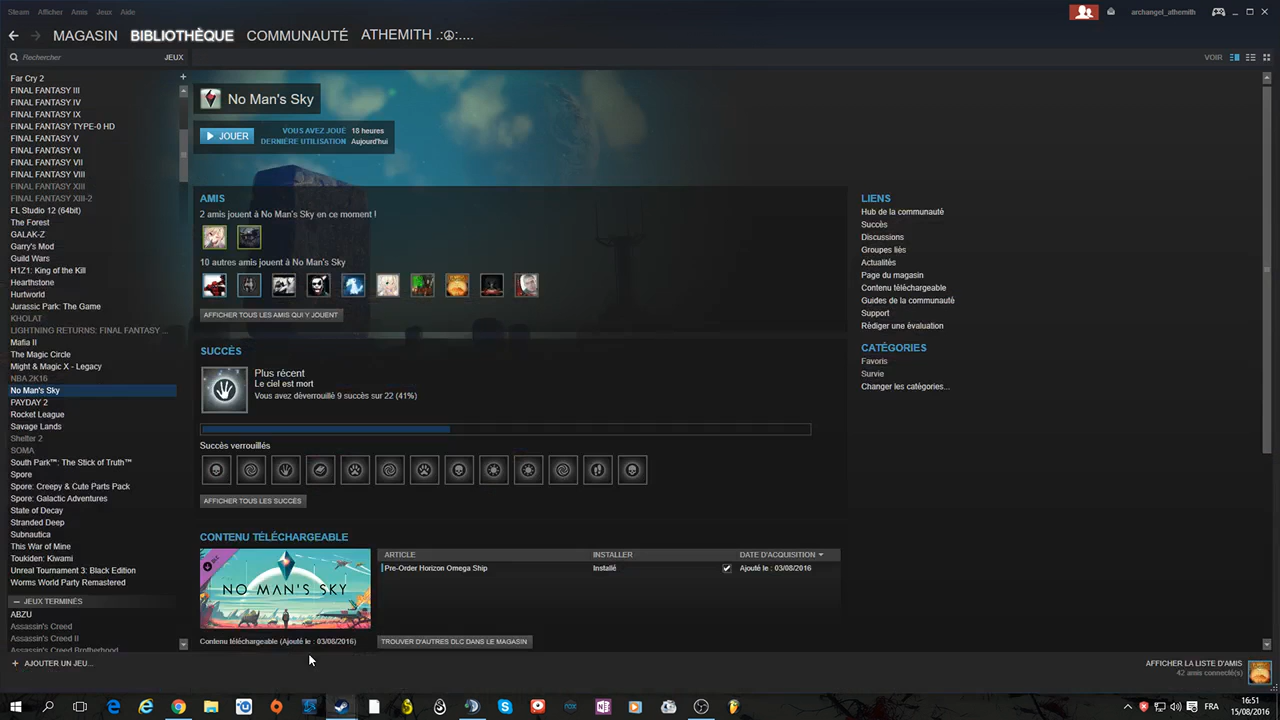 Steam Afficher Amis Jeux Aide
archangel_athemith
MAGASIN BIBLIOTHÈQUE COMMUNAUTÉ ATHEMITH .:☮:....
Rechercher JEUX
VOIR
Far Cry 2
FINAL FANTASY III
FINAL FANTASY IV
FINAL FANTASY IX
FINAL FANTASY TYPE-0 HD
FINAL FANTASY V
FINAL FANTASY VI
FINAL FANTASY VII
FINAL FANTASY VIII
FINAL FANTASY XIII
FINAL FANTASY XIII-2
FL Studio 12 (64bit)
The Forest
GALAK-Z
Garry's Mod
Guild Wars
H1Z1: King of the Kill
Hearthstone
Hurtworld
Jurassic Park: The Game
KHOLAT
LIGHTNING RETURNS: FINAL FANTASY ...
Mafia II
The Magic Circle
Might & Magic X - Legacy
NBA 2K16
No Man's Sky
PAYDAY 2
Rocket League
Savage Lands
Shelter 2
SOMA
South Park™: The Stick of Truth™
Spore
Spore: Creepy & Cute Parts Pack
Spore: Galactic Adventures
State of Decay
Stranded Deep
Subnautica
This War of Mine
Toukiden: Kiwami
Unreal Tournament 3: Black Edition
Worms World Party Remastered
JEUX TERMINÉS
ABZU
Assassin's Creed
Assassin's Creed II
Assassin's Creed Brotherhood
+ AJOUTER UN JEU...
No Man's Sky
JOUER
VOUS AVEZ JOUÉ 18 heures
DERNIÈRE UTILISATION Aujourd'hui
AMIS
2 amis jouent à No Man's Sky en ce moment !
10 autres amis jouent à No Man's Sky
AFFICHER TOUS LES AMIS QUI Y JOUENT
SUCCÈS
Plus récent
Le ciel est mort
Vous avez déverrouillé 9 succès sur 22 (41%)
Succès verrouillés
AFFICHER TOUS LES SUCCÈS
CONTENU TÉLÉCHARGEABLE
DLC
NO MAN'S SKY
Contenu téléchargeable (Ajouté le : 03/08/2016)
ARTICLE INSTALLER DATE D'ACQUISITION
Pre-Order Horizon Omega Ship Installé Ajouté le : 03/08/2016
TROUVER D'AUTRES DLC DANS LE MAGASIN
LIENS
Hub de la communauté
Succès
Discussions
Groupes liés
Actualités
Page du magasin
Contenu téléchargeable
Guides de la communauté
Support
Rédiger une évaluation
CATÉGORIES
Favoris
Survie
Changer les catégories...
AFFICHER LA LISTE D'AMIS
42 amis connecté(s)
FRA
16:51
15/08/2016